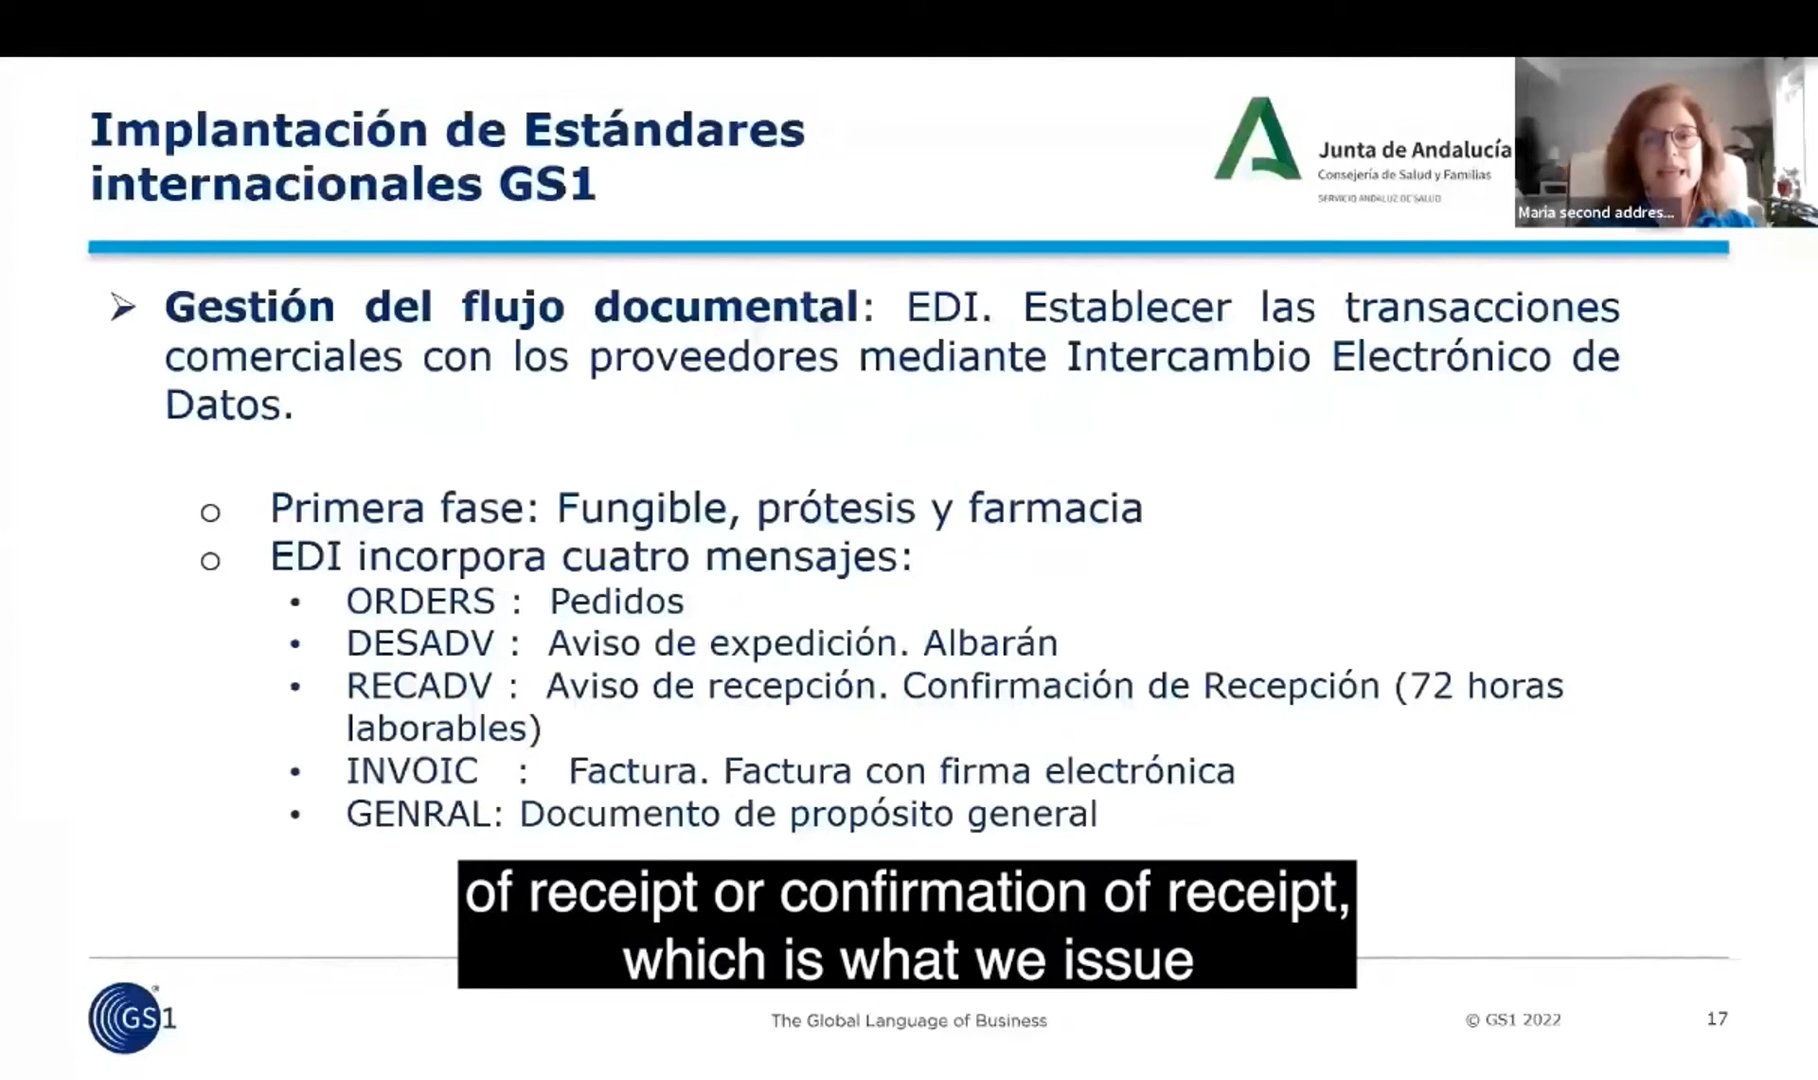 Implantación de Estándares
internacionales GS1
Junta de Andalucía
Consejería de Salud y Familias
SERVICIO ANDALUZ DE SALUD
Maria second addres...
➢ Gestión del flujo documental: EDI. Establecer las transacciones
comerciales con los proveedores mediante Intercambio Electrónico de
Datos.
o Primera fase: Fungible, prótesis y farmacia
o EDI incorpora cuatro mensajes:
• ORDERS : Pedidos
• DESADV : Aviso de expedición. Albarán
• RECADV : Aviso de recepción. Confirmación de Recepción (72 horas
laborables)
• INVOIC : Factura. Factura con firma electrónica
• GENRAL: Documento de propósito general
of receipt or confirmation of receipt,
which is what we issue
GS1
The Global Language of Business
© GS1 2022
17